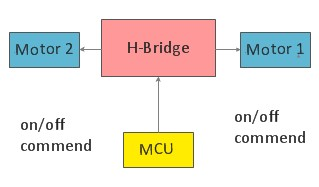 Motor 2
H-Bridge
Motor 1
on/off
commend
on/off
commend
MCU